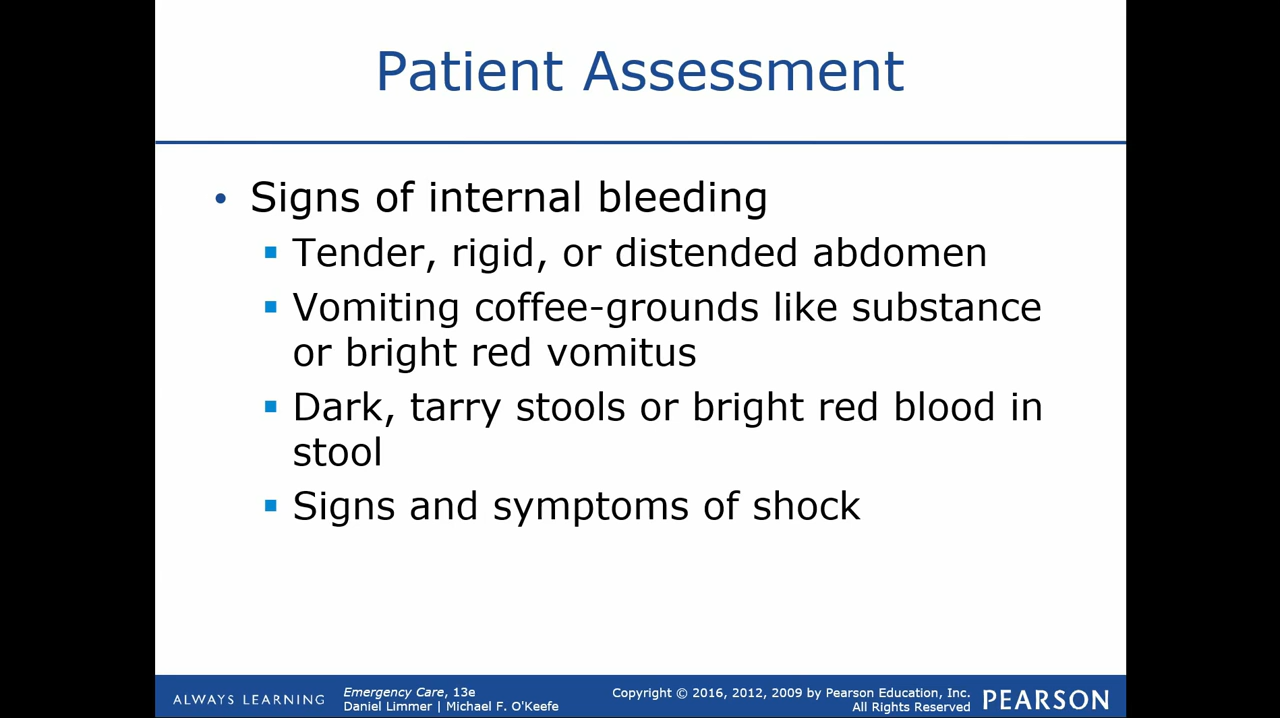 Patient Assessment
• Signs of internal bleeding
▪ Tender, rigid, or distended abdomen
▪ Vomiting coffee-grounds like substance
or bright red vomitus
▪ Dark, tarry stools or bright red blood in
stool
▪ Signs and symptoms of shock
ALWAYS LEARNING
Emergency Care, 13e
Daniel Limmer | Michael F. O'Keefe
Copyright © 2016, 2012, 2009 by Pearson Education, Inc.
All Rights Reserved
PEARSON